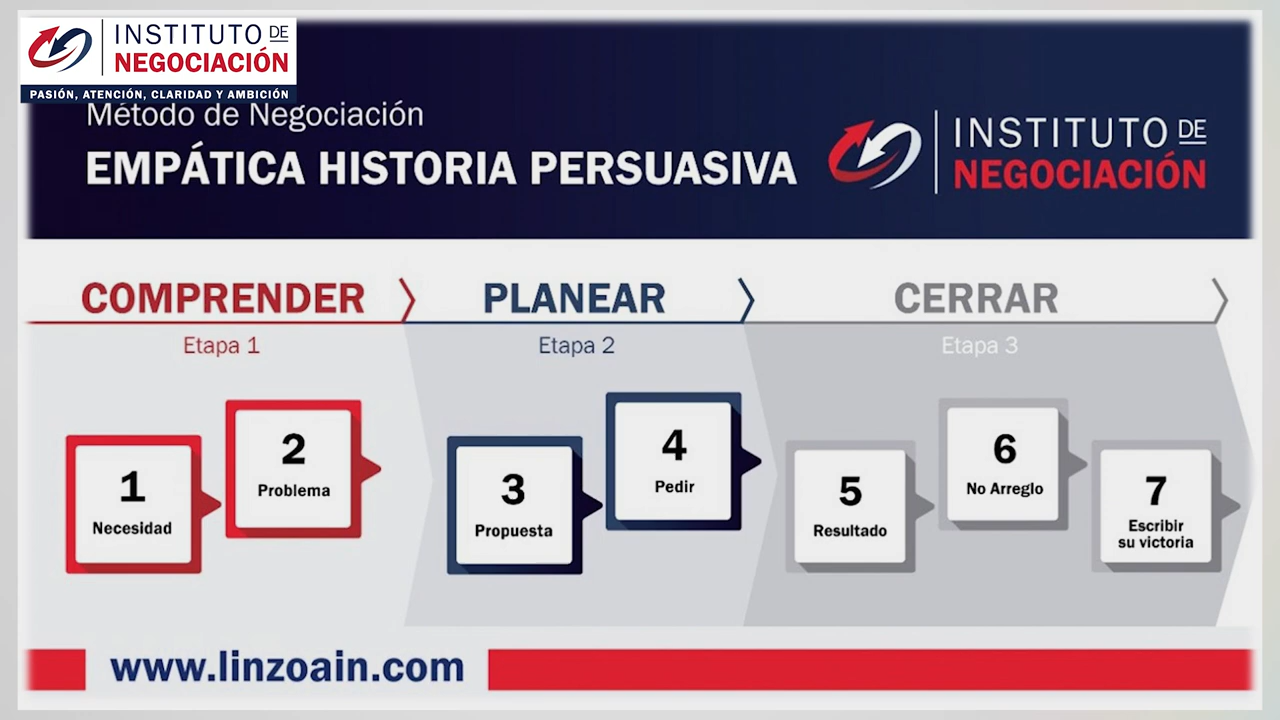 INSTITUTO DE
NEGOCIACIÓN
PASIÓN, ATENCIÓN, CLARIDAD Y AMBICIÓN
Método de Negociación
EMPÁTICA HISTORIA PERSUASIVA
INSTITUTO DE
NEGOCIACIÓN
COMPRENDER
PLANEAR
CERRAR
Etapa 1
Etapa 2
Etapa 3
1
Necesidad
2
Problema
3
Propuesta
4
Pedir
5
Resultado
6
No Arreglo
7
Escribir
su victoria
www.linzoain.com